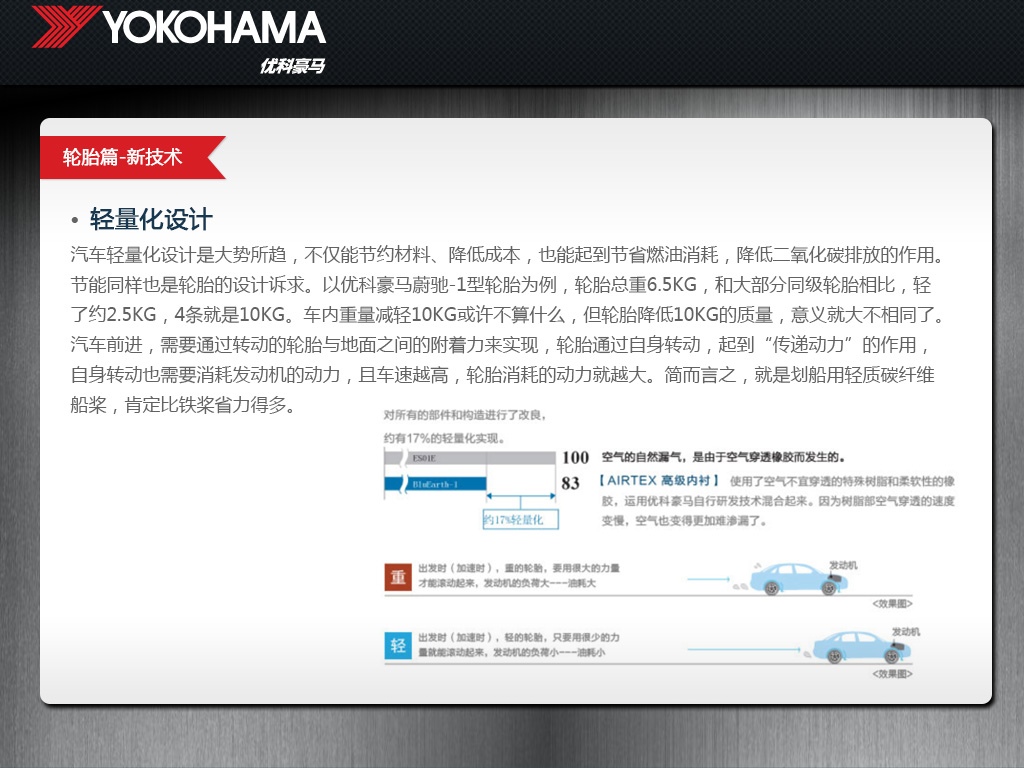 YOKOHAMA
优科豪马
轮胎篇-新技术
• 轻量化设计
汽车轻量化设计是大势所趋，不仅能节约材料、降低成本，也能起到节省燃油消耗，降低二氧化碳排放的作用。
节能同样也是轮胎的设计诉求。以优科豪马蔚驰-1型轮胎为例，轮胎总重6.5KG，和大部分同级轮胎相比，轻
了约2.5KG，4条就是10KG。车内重量减轻10KG或许不算什么，但轮胎降低10KG的质量，意义就大不相同了。
汽车前进，需要通过转动的轮胎与地面之间的附着力来实现，轮胎通过自身转动，起到“传递动力”的作用，
自身转动也需要消耗发动机的动力，且车速越高，轮胎消耗的动力就越大。简而言之，就是划船用轻质碳纤维
船桨，肯定比铁桨省力得多。
对所有的部件和构造进行了改良，
约有17%的轻量化实现。
ES01E
100
BluEarth-1
83
约17%轻量化
空气的自然漏气，是由于空气穿透橡胶而发生的。
【AIRTEX 高级内衬】 使用了空气不宜穿透的特殊树脂和柔软性的橡
胶，运用优科豪马自行研发技术混合起来。因为树脂部空气穿透的速度
变慢，空气也变得更加难渗漏了。
重
出发时（加速时），重的轮胎，要用很大的力量
才能滚动起来，发动机的负荷大---油耗大
发动机
<效果图>
轻
出发时（加速时），轻的轮胎，只要用很少的力
量就能滚动起来，发动机的负荷小---油耗小
发动机
<效果图>